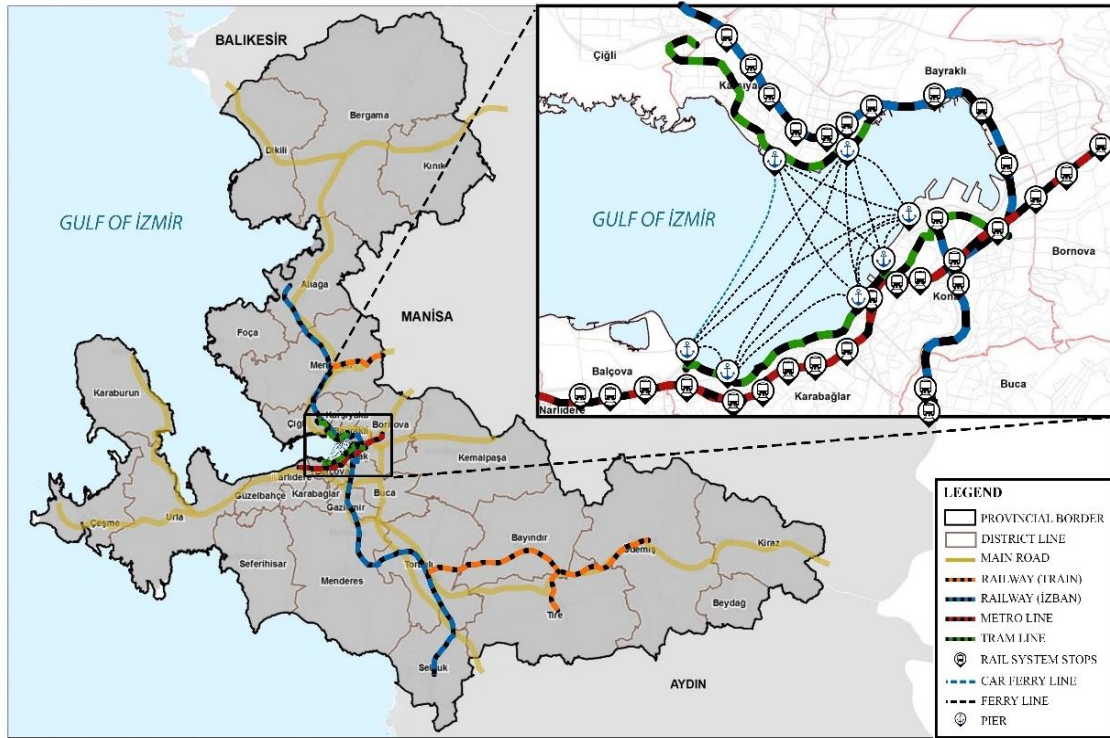 BALIKESİR
Bergama
Dikili
Kınık
GULF OF İZMİR
Aliağa
MANİSA
Foça
Karaburun
Çiğli
Karşıyaka
Bornova
Kemalpaşa
Narlıdere
Balçova
Güzelbahçe
Karabağlar
Buca
Çeşme
Urla
Gaziemir
Seferihisar
Menderes
Torbalı
Bayındır
Ödemiş
Kiraz
Beydağ
Tire
Selçuk
AYDIN
Çiğli
Bayraklı
GULF OF İZMİR
Bornova
Balçova
Karabağlar
Buca
Narlıdere
LEGEND
PROVINCIAL BORDER
DISTRICT LINE
MAIN ROAD
RAILWAY (TRAIN)
RAILWAY (İZBAN)
METRO LINE
TRAM LINE
RAIL SYSTEM STOPS
CAR FERRY LINE
FERRY LINE
PIER